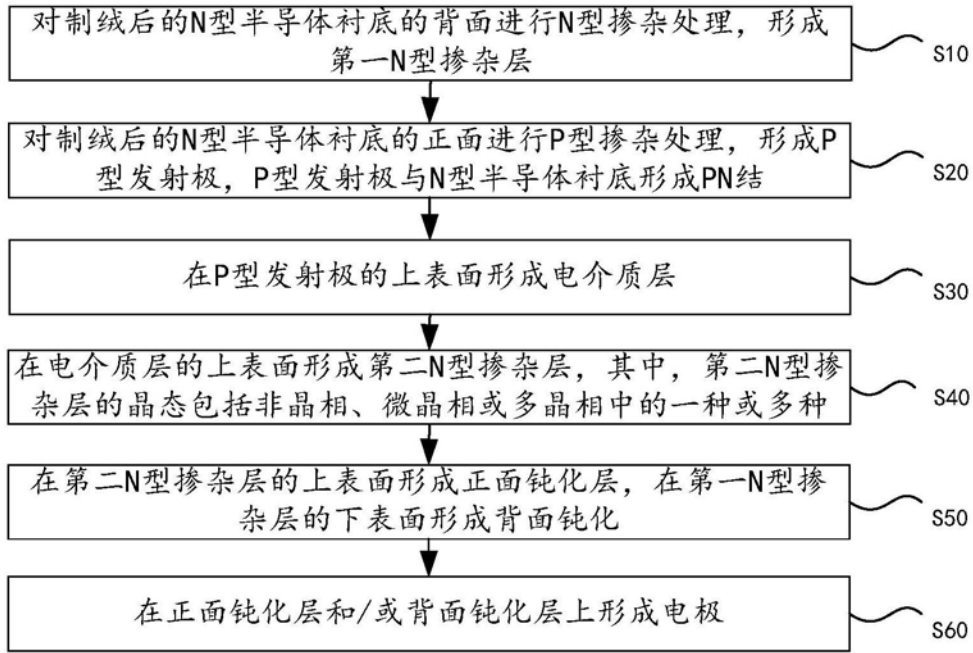 对制绒后的N型半导体衬底的背面进行N型掺杂处理，形成
第一N型掺杂层
S10
对制绒后的N型半导体衬底的正面进行P型掺杂处理，形成P
型发射极，P型发射极与N型半导体衬底形成PN结
S20
在P型发射极的上表面形成电介质层
S30
在电介质层的上表面形成第二N型掺杂层，其中，第二N型掺
杂层的晶态包括非晶相、微晶相或多晶相中的一种或多种
S40
在第二N型掺杂层的上表面形成正面钝化层，在第一N型掺
杂层的下表面形成背面钝化
S50
在正面钝化层和/或背面钝化层上形成电极
S60